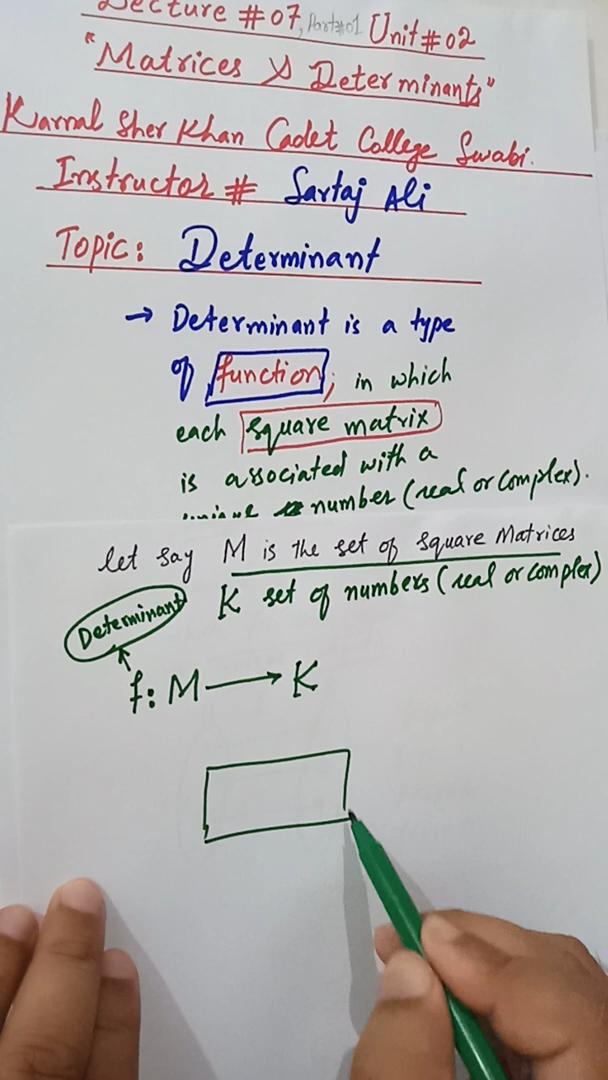 Lecture #07, Part#01 Unit#02
"Matrices & Determinants"
Karnal Sher Khan Cadet College Swabi.
Instructor # Sartaj Ali
Topic: Determinant
→ Determinant is a type
of function, in which
each square matrix
is associated with a
unique number (real or complex).
let say M is the set of square Matrices
K set of numbers (real or complex)
Determinant
f: M → K